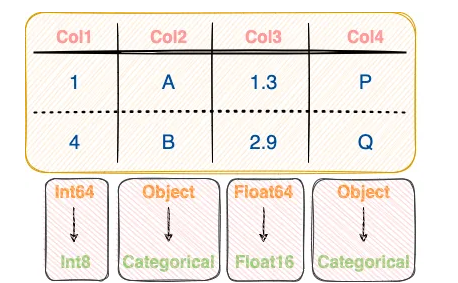 Col1 Col2 Col3 Col4
1 A 1.3 P
4 B 2.9 Q
Int64 Object Float64 Object
Int8 Categorical Float16 Categorical